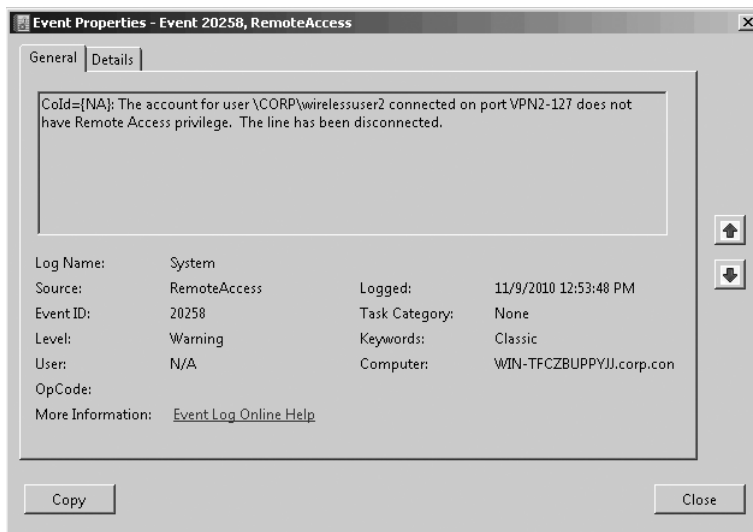 Event Properties - Event 20258, RemoteAccess
General
Details
CoId={NA}: The account for user \CORP\wirelessuser2 connected on port VPN2-127 does not
have Remote Access privilege. The line has been disconnected.
Log Name: System
Source: RemoteAccess Logged: 11/9/2010 12:53:48 PM
Event ID: 20258 Task Category: None
Level: Warning Keywords: Classic
User: N/A Computer: WIN-TFCZBUPPYJJ.corp.con
OpCode:
More Information: Event Log Online Help
Copy
Close